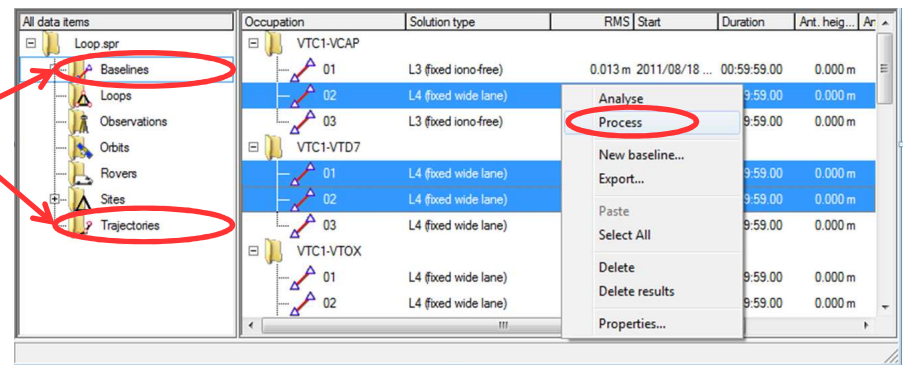 All data items
Loop.spr
Baselines
Loops
Observations
Orbits
Rovers
Sites
Trajectories
Occupation Solution type RMS Start Duration Ant. heig... An
VTC1-VCAP
01 L3 (fixed iono-free) 0.013 m 2011/08/18 ... 00:59:59.00 0.000 m
02 L4 (fixed wide lane) 9:59.00 0.000 m
03 L3 (fixed iono-free) 9:59.00 0.000 m
VTC1-VTD7
01 L4 (fixed wide lane) 9:59.00 0.000 m
02 L4 (fixed wide lane) 9:59.00 0.000 m
03 L4 (fixed wide lane) 9:59.00 0.000 m
VTC1-VTOX
01 L4 (fixed wide lane) 9:59.00 0.000 m
02 L4 (fixed wide lane) 9:59.00 0.000 m
Analyse
Process
New baseline...
Export...
Paste
Select All
Delete
Delete results
Properties...